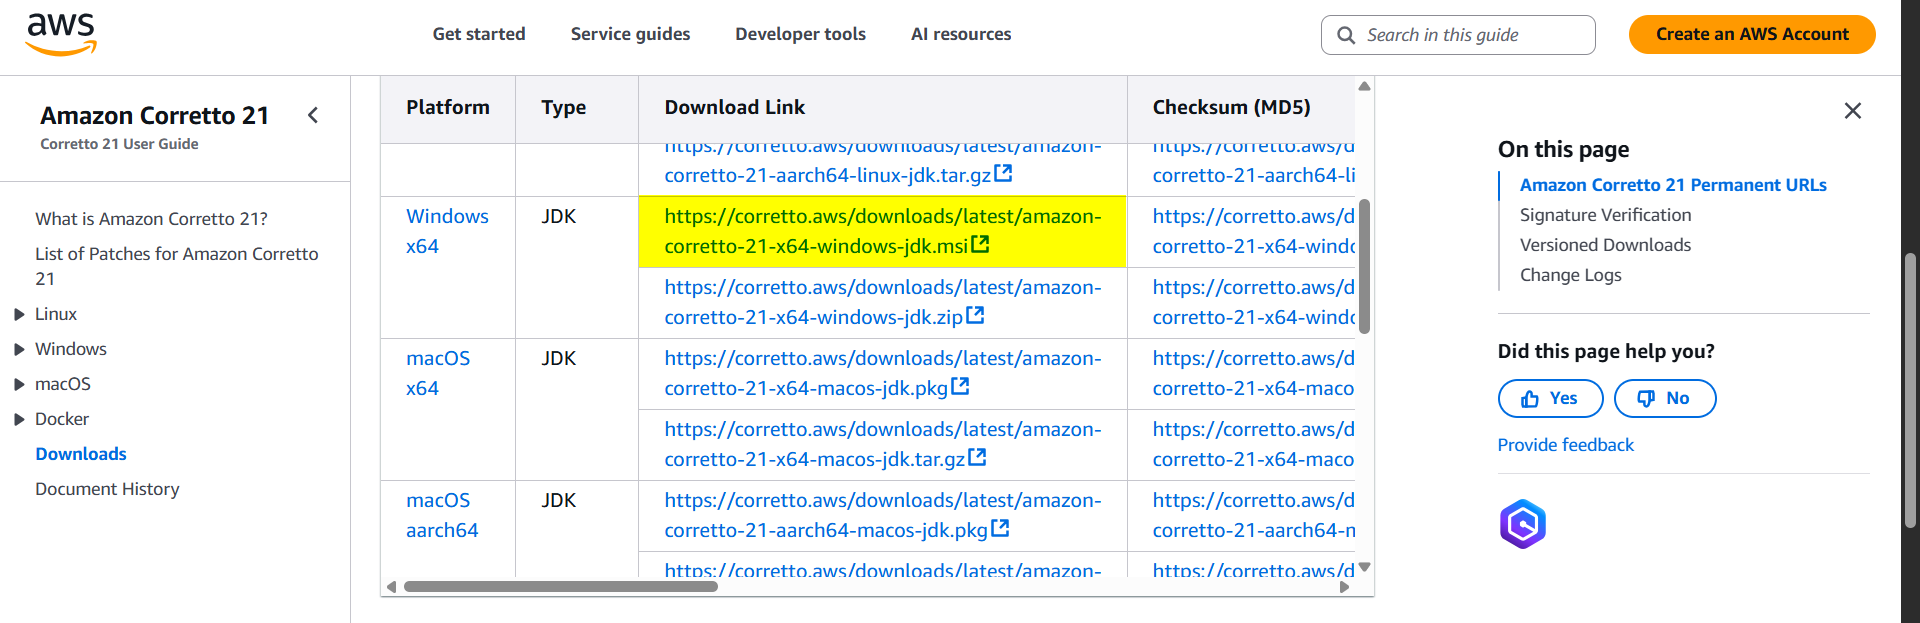 aws
Get started
Service guides
Developer tools
AI resources
Search in this guide
Create an AWS Account
Amazon Corretto 21
Corretto 21 User Guide
What is Amazon Corretto 21?
List of Patches for Amazon Corretto
21
Linux
Windows
macOS
Docker
Downloads
Document History
Platform
Type
Download Link
Checksum (MD5)
https://corretto.aws/downloads/latest/amazon-
corretto-21-aarch64-linux-jdk.tar.gz
https://corretto.aws/d
corretto-21-aarch64-li
Windows
x64
JDK
https://corretto.aws/downloads/latest/amazon-
corretto-21-x64-windows-jdk.msi
https://corretto.aws/d
corretto-21-x64-windo
https://corretto.aws/downloads/latest/amazon-
corretto-21-x64-windows-jdk.zip
https://corretto.aws/d
corretto-21-x64-windo
macOS
x64
JDK
https://corretto.aws/downloads/latest/amazon-
corretto-21-x64-macos-jdk.pkg
https://corretto.aws/d
corretto-21-x64-maco
https://corretto.aws/downloads/latest/amazon-
corretto-21-x64-macos-jdk.tar.gz
https://corretto.aws/d
corretto-21-x64-maco
macOS
aarch64
JDK
https://corretto.aws/downloads/latest/amazon-
corretto-21-aarch64-macos-jdk.pkg
https://corretto.aws/d
corretto-21-aarch64-m
https://corretto.aws/downloads/latest/amazon-
https://corretto.aws/d
On this page
Amazon Corretto 21 Permanent URLs
Signature Verification
Versioned Downloads
Change Logs
Did this page help you?
Yes
No
Provide feedback